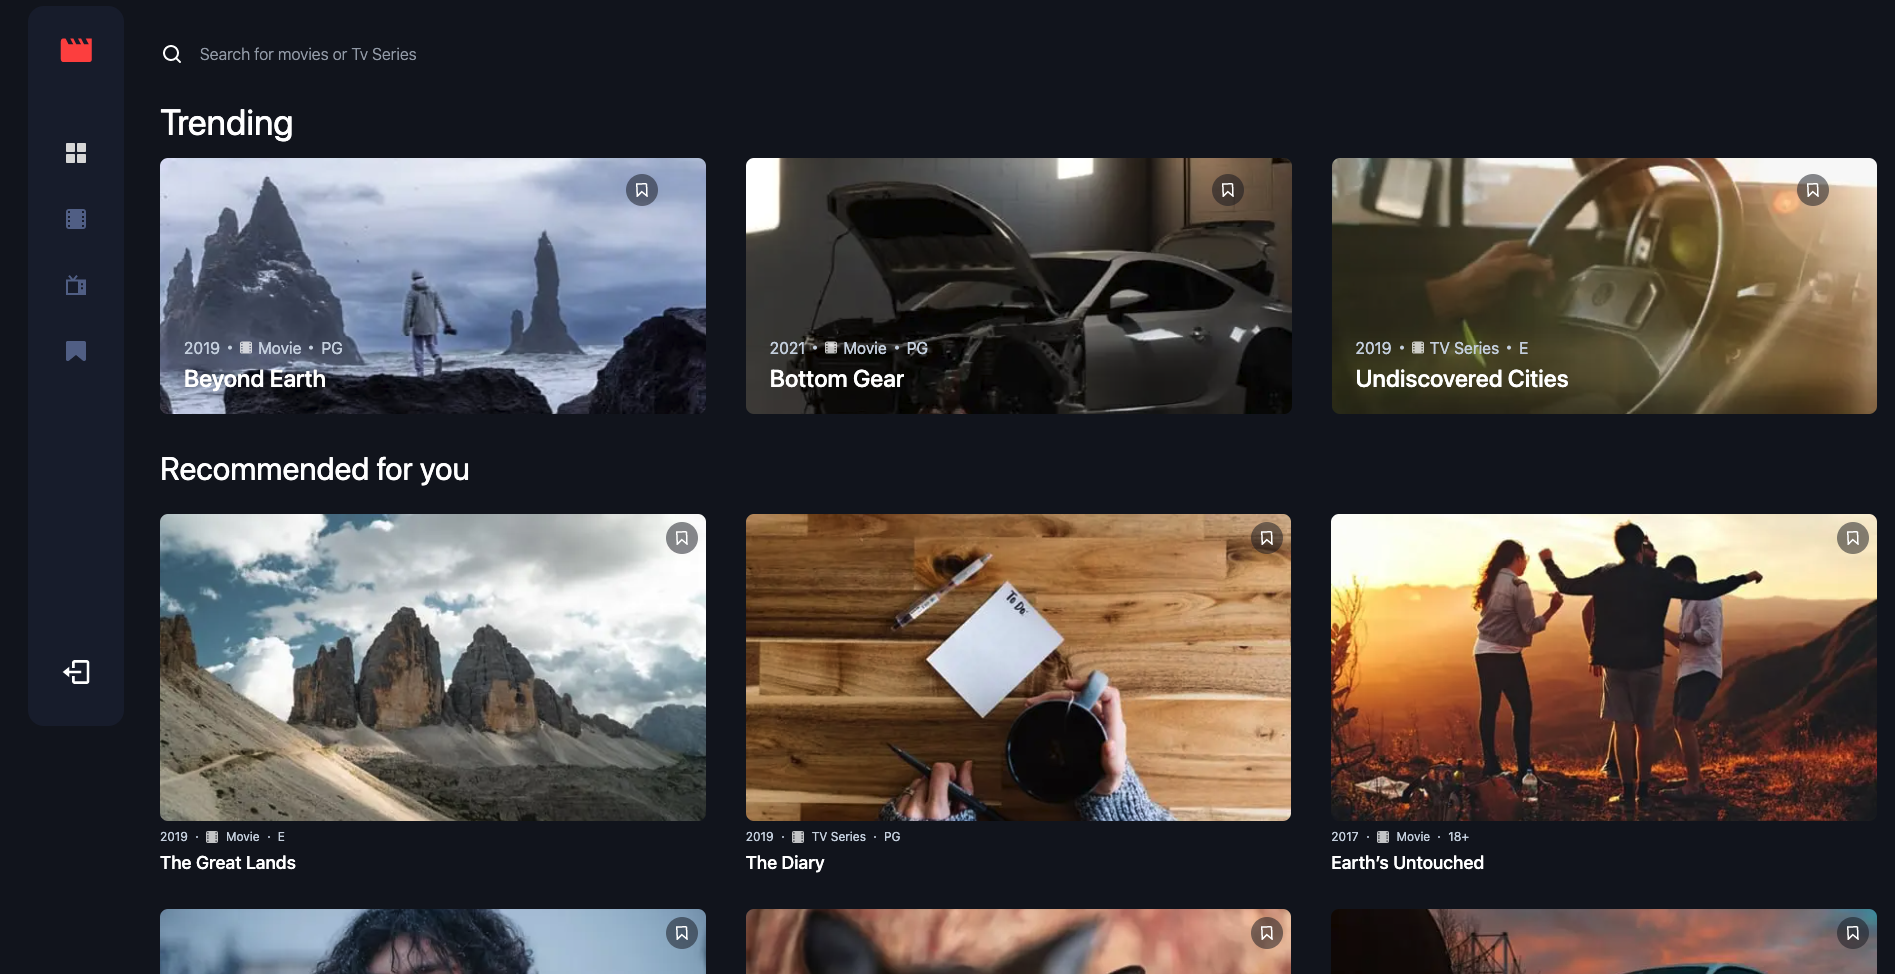 Search for movies or Tv Series
Trending
2019 • Movie • PG
Beyond Earth
2021 • Movie • PG
Bottom Gear
2019 • TV Series • E
Undiscovered Cities
Recommended for you
To Do:
2019 · Movie · E
The Great Lands
2019 · TV Series · PG
The Diary
2017 · Movie · 18+
Earth's Untouched